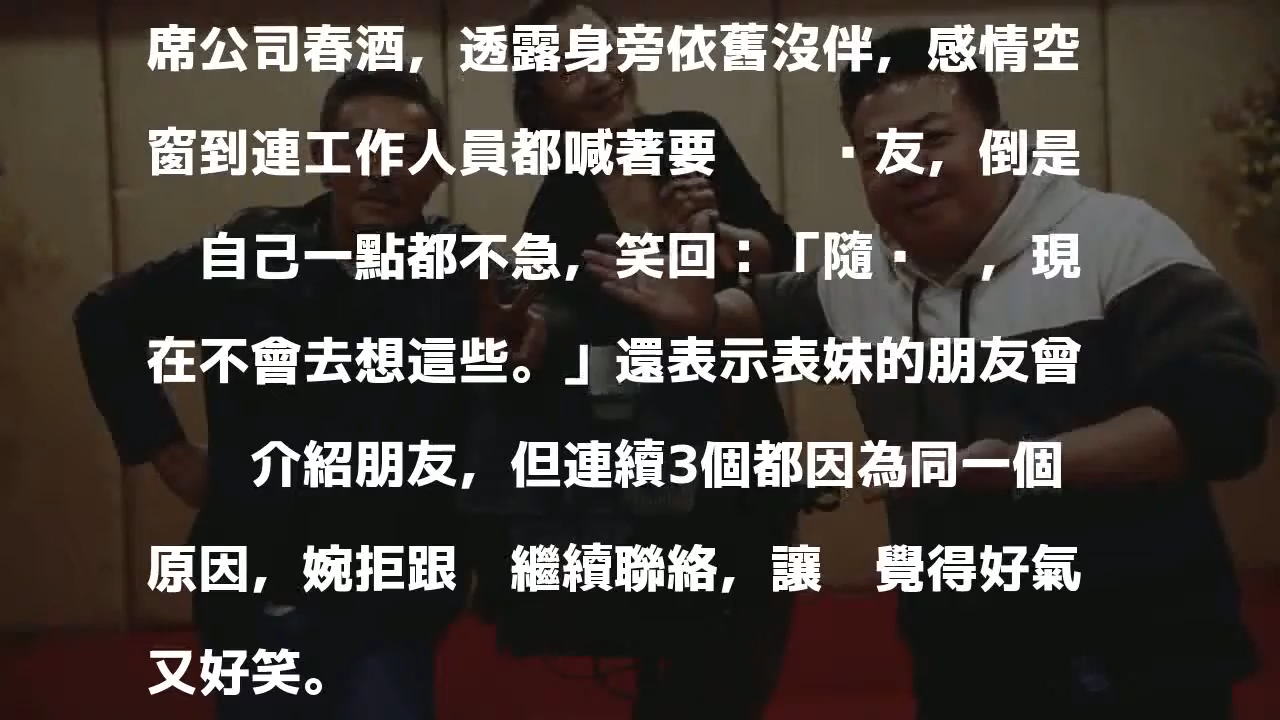 席公司春酒，透露身旁依舊沒伴，感情空
窗到連工作人員都喊著要　　·友，倒是
自己一點都不急，笑回：「隨·　，現
在不會去想這些。」還表示表妹的朋友曾
介紹朋友，但連續3個都因為同一個
原因，婉拒跟　繼續聯絡，讓　覺得好氣
又好笑。